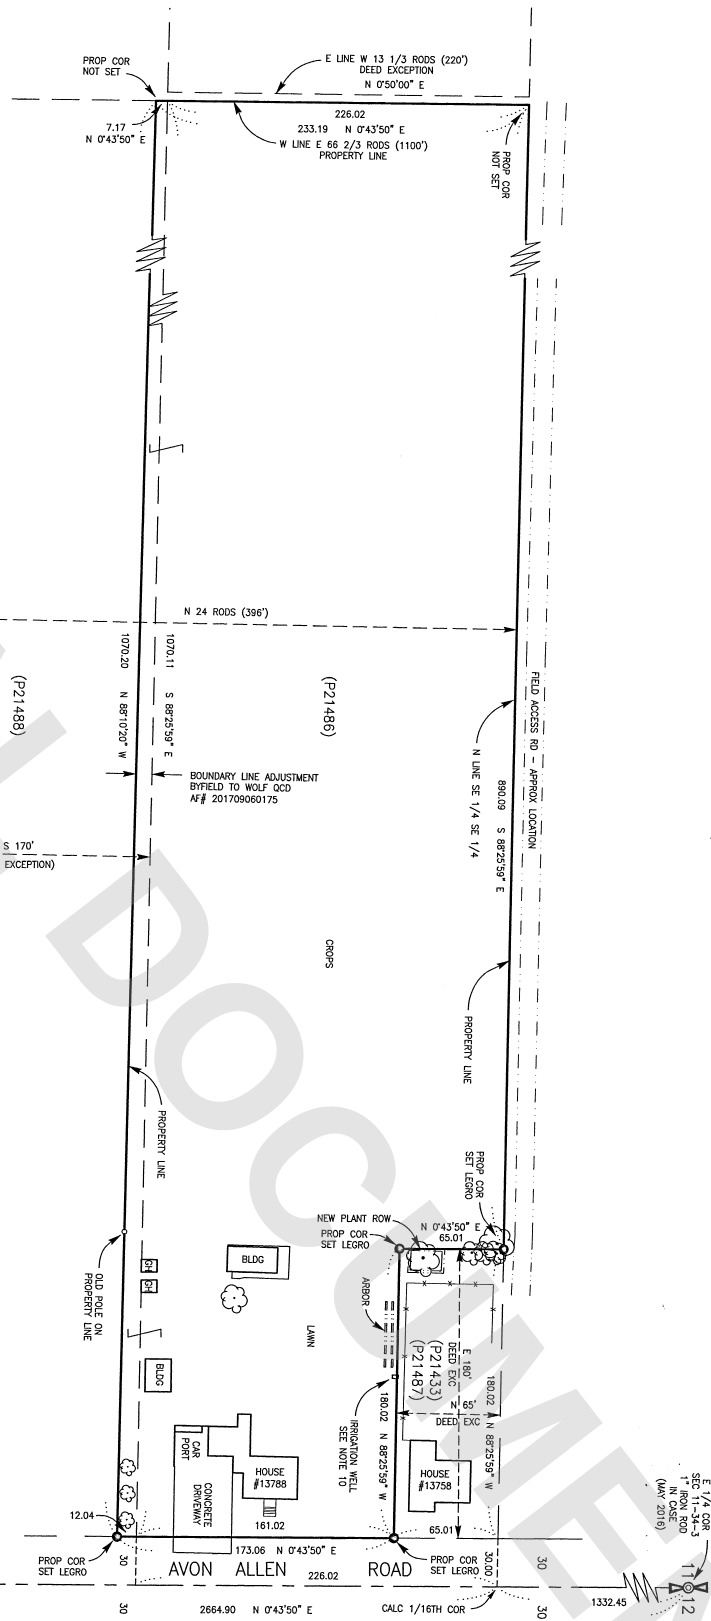 PROP COR
NOT SET
E LINE W 13 1/3 RODS (220')
DEED EXCEPTION
N 0°50'00" E
7.17
N 0°43'50" E
226.02
233.19 N 0°43'50" E
W LINE E 66 2/3 RODS (1100')
PROPERTY LINE
PROP COR
NOT SET
N 24 RODS (396')
(P21488)
1070.20 N 88°10'20" W
1070.11 S 88°25'59" E
(P21486)
FIELD ACCESS RD - APPROX LOCATION
N LINE SE 1/4 SE 1/4
890.09 S 88°25'59" E
BOUNDARY LINE ADJUSTMENT
BYFIELD TO WOLF QCD
AF# 201709060175
S 170'
EXCEPTION)
CROPS
PROPERTY LINE
PROPERTY LINE
PROP COR
SET LEGRO
NEW PLANT ROW
N 0°43'50" E
65.01
PROP COR
SET LEGRO
OLD POLE ON
PROPERTY LINE
GH
GH
BLDG
BLDG
LAWN
ARBOR
IRRIGATION WELL
SEE NOTE 10
180.02 N 88°25'59" W
E 180'
DEED EXC
(P21433)
(P21487)
N 65'
DEED EXC
180.02 N 88°25'59" W
CAR
PORT
CONCRETE
DRIVEWAY
HOUSE
#13788
HOUSE
#13758
E 1/4 COR
SEC 11-34-3
1" IRON ROD
IN CASE
(MAY 2016)
11
12
12.04
161.02
65.01
173.06 N 0°43'50" E
30.00
30
PROP COR
SET LEGRO
30
AVON ALLEN ROAD
PROP COR
SET LEGRO
226.02
30
2664.90 N 0°43'50" E
CALC 1/16TH COR
30
1332.45
DOCUME